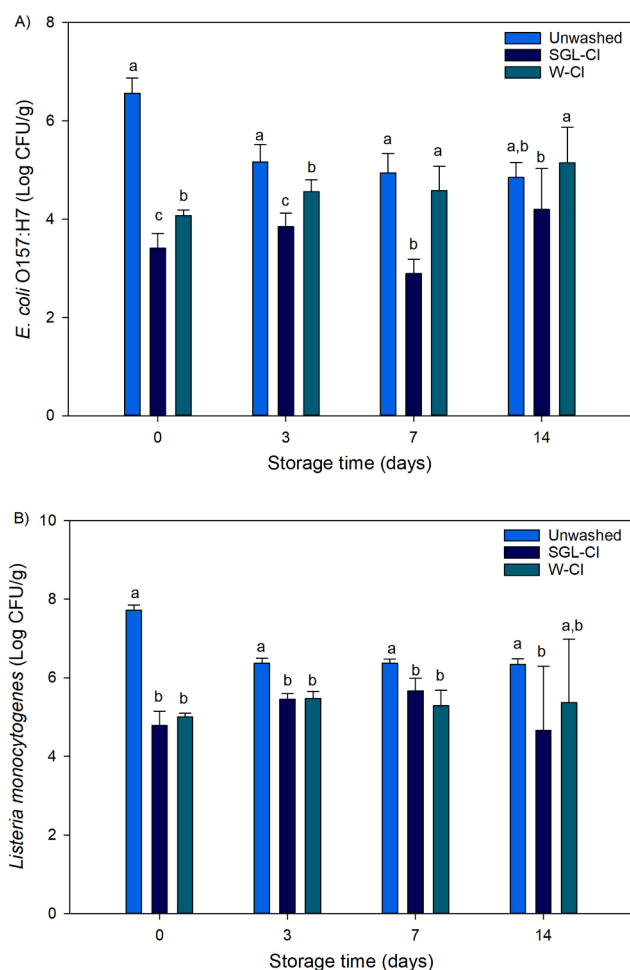 A)
8
6
4
2
0
E. coli O157:H7 (Log CFU/g)
Unwashed
SGL-Cl
W-Cl
a
c
b
a
c
b
a
b
a
a,b
b
a
0
3
7
14
Storage time (days)
B)
10
8
6
4
2
0
Listeria monocytogenes (Log CFU/g)
Unwashed
SGL-Cl
W-Cl
a
b
b
a
b
b
a
b
b
a
b
a,b
0
3
7
14
Storage time (days)